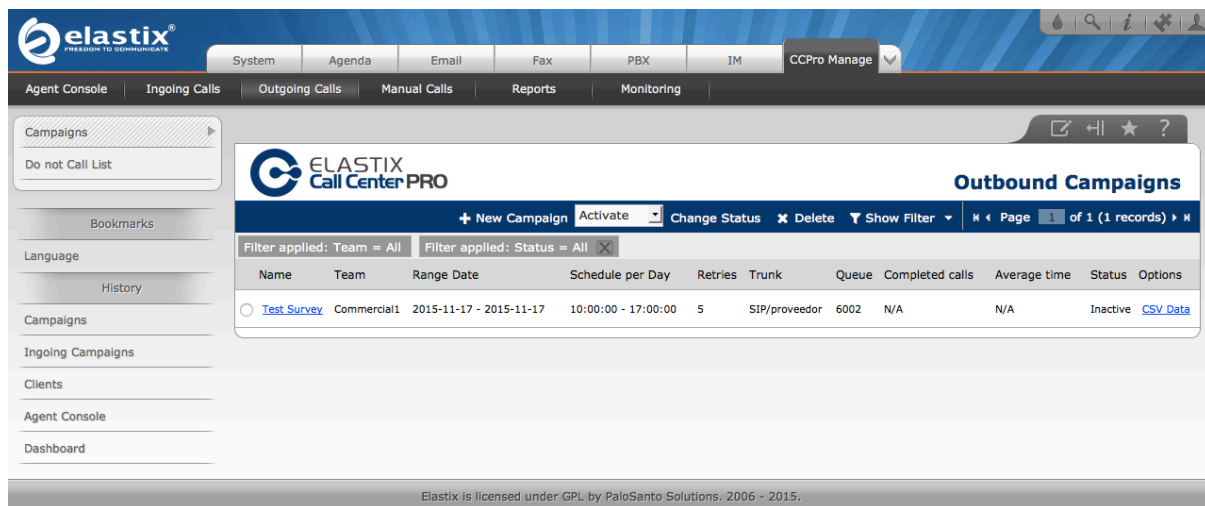 elastix®
FREEDOM TO COMMUNICATE
System Agenda Email Fax PBX IM CCPro Manage
Agent Console Ingoing Calls Outgoing Calls Manual Calls Reports Monitoring
Campaigns
Do not Call List
Bookmarks
Language
History
Campaigns
Ingoing Campaigns
Clients
Agent Console
Dashboard
ELASTIX
Call Center PRO
Outbound Campaigns
New Campaign Activate Change Status Delete Show Filter Page 1 of 1 (1 records)
Filter applied: Team = All Filter applied: Status = All
Name Team Range Date Schedule per Day Retries Trunk Queue Completed calls Average time Status Options
Test Survey Commercial1 2015-11-17 - 2015-11-17 10:00:00 - 17:00:00 5 SIP/proveedor 6002 N/A N/A Inactive CSV Data
Elastix is licensed under GPL by PaloSanto Solutions. 2006 - 2015.